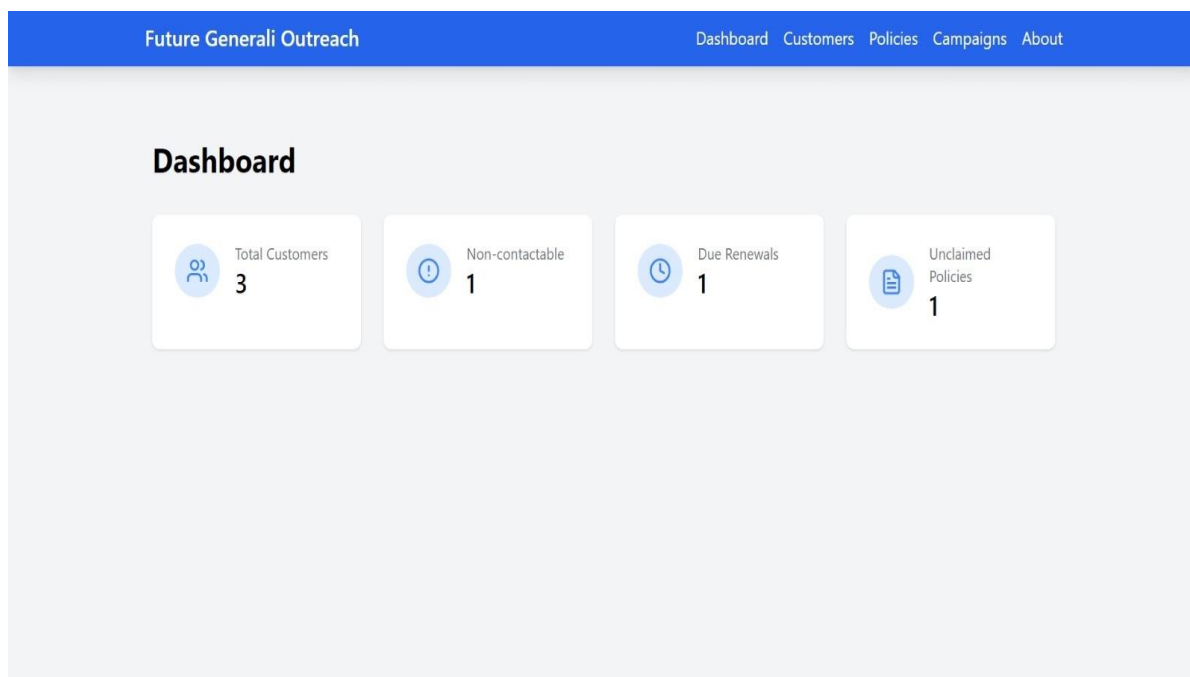 Future Generali Outreach
Dashboard Customers Policies Campaigns About
Dashboard
Total Customers
3
Non-contactable
1
Due Renewals
1
Unclaimed
Policies
1